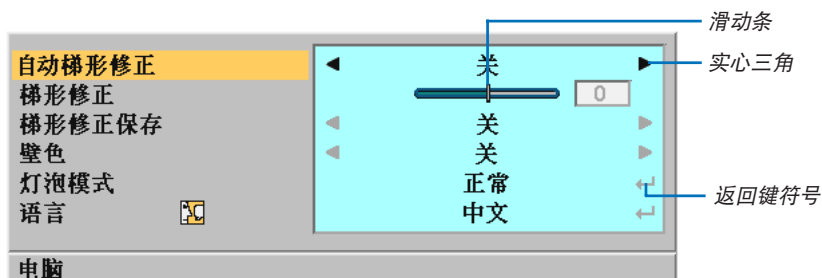 滑动条
自动梯形修正 关 实心三角
梯形修正 0
梯形修正保存 关
壁色 关
灯泡模式 正常 返回键符号
语言 中文
电脑